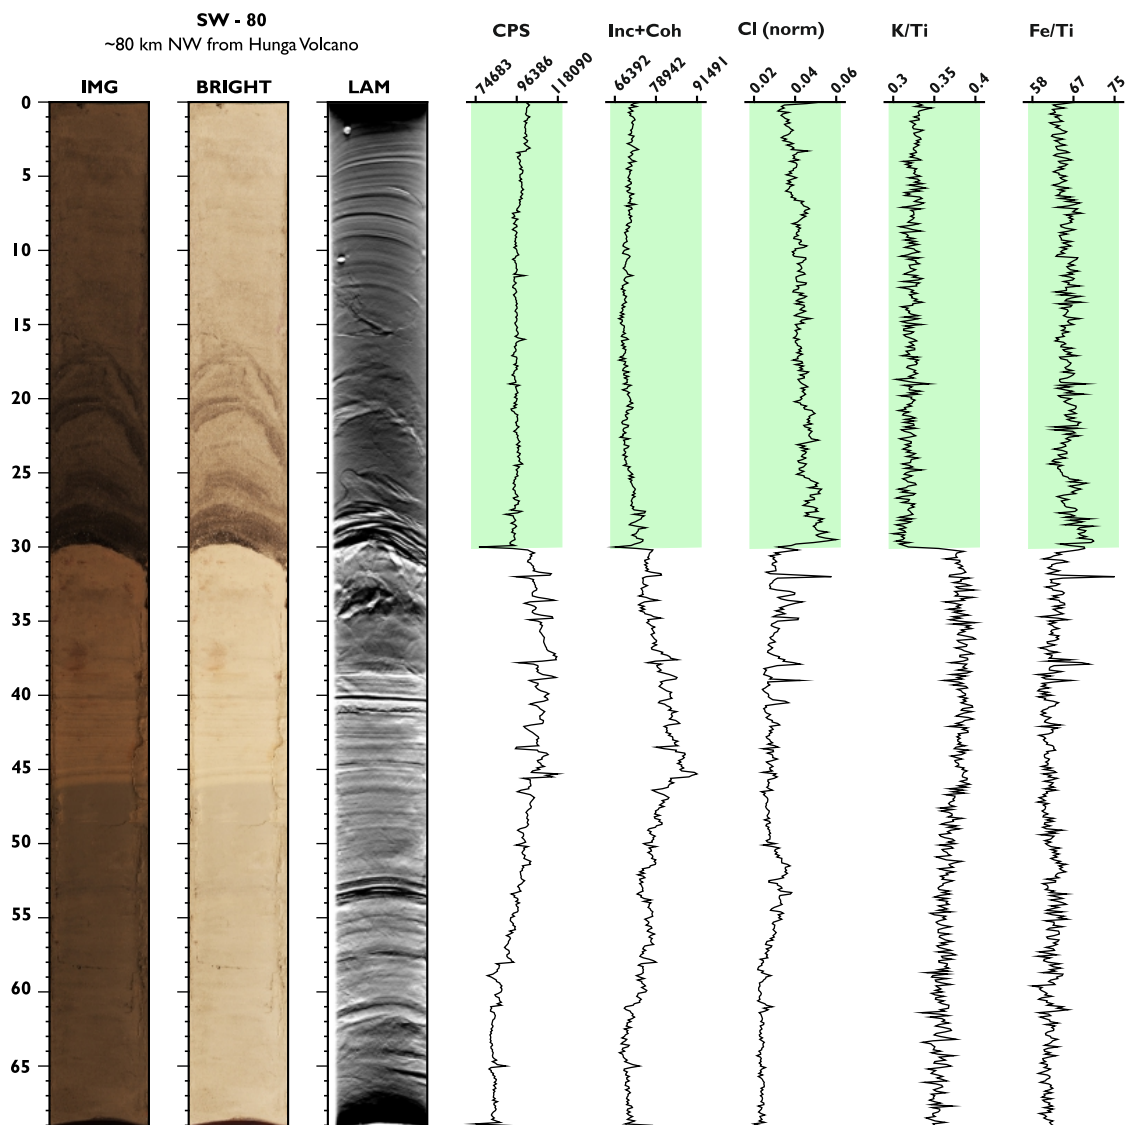 SW - 80
~80 km NW from Hunga Volcano
IMG BRIGHT LAM
CPS Inc+Coh Cl (norm) K/Ti Fe/Ti
74683 96386 118090 66392 78942 91491 0.02 0.04 0.06 0.3 0.35 0.4 58 67 75
0
5
10
15
20
25
30
35
40
45
50
55
60
65